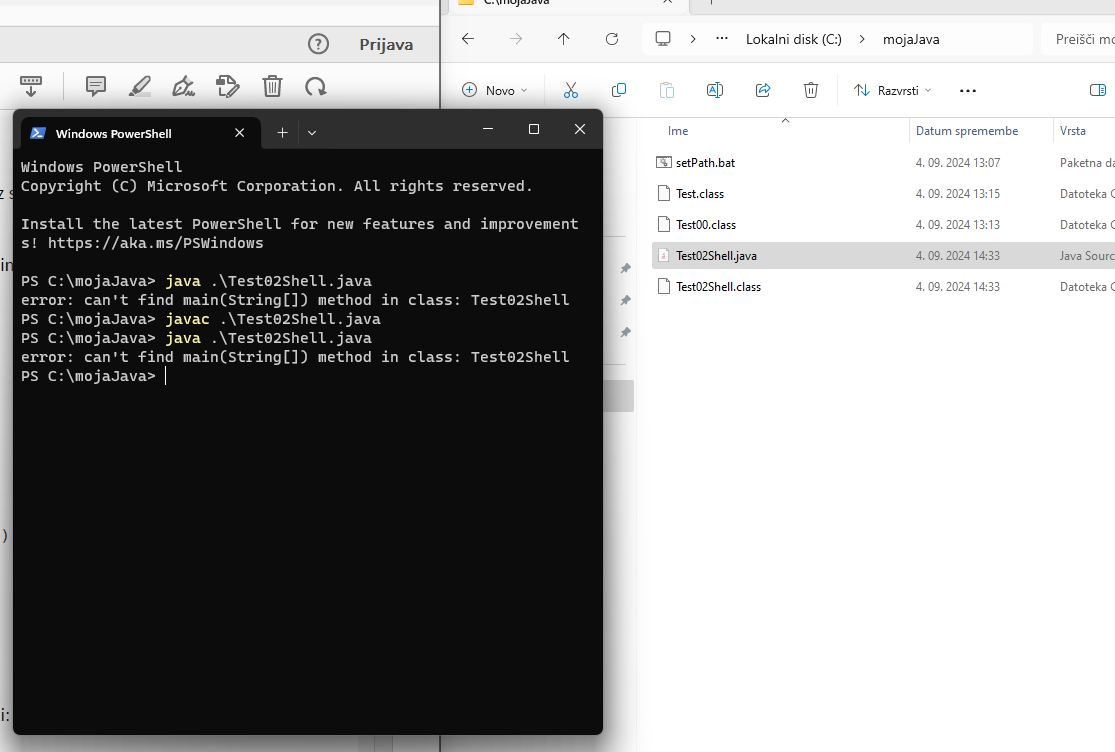 C:\mojaJava
Prijava
Lokalni disk (C:)
mojaJava
Preišči
Novo
Razvrsti
Windows PowerShell
Ime
Datum spremembe
Vrsta
setPath.bat
4. 09. 2024 13:07
Paketna
Test.class
4. 09. 2024 13:15
Datoteka
Test00.class
4. 09. 2024 13:13
Datoteka
Test02Shell.java
4. 09. 2024 14:33
Java
Test02Shell.class
4. 09. 2024 14:33
Datoteka
Windows PowerShell
Copyright (C) Microsoft Corporation. All rights reserved.
Install the latest PowerShell for new features and improvement
s! https://aka.ms/PSWindows
PS C:\mojaJava> java .\Test02Shell.java
error: can't find main(String[]) method in class: Test02Shell
PS C:\mojaJava> javac .\Test02Shell.java
PS C:\mojaJava> java .\Test02Shell.java
error: can't find main(String[]) method in class: Test02Shell
PS C:\mojaJava>